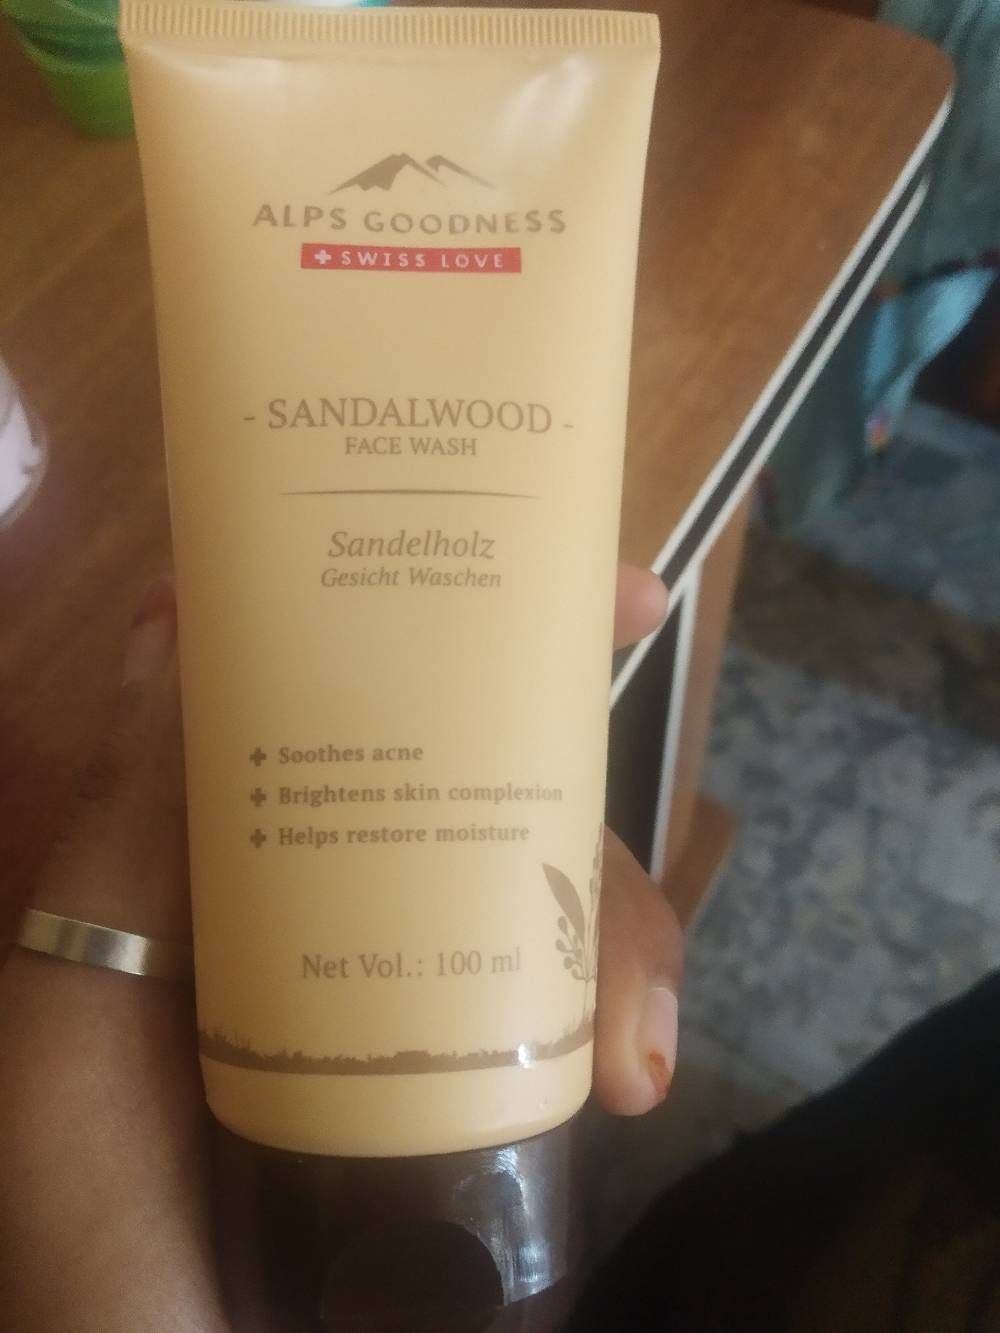 ALPS GOODNESS
+ SWISS LOVE
- SANDALWOOD -
FACE WASH
Sandelholz
Gesicht Waschen
+ Soothes acne
+ Brightens skin complexion
+ Helps restore moisture
Net Vol.: 100 ml